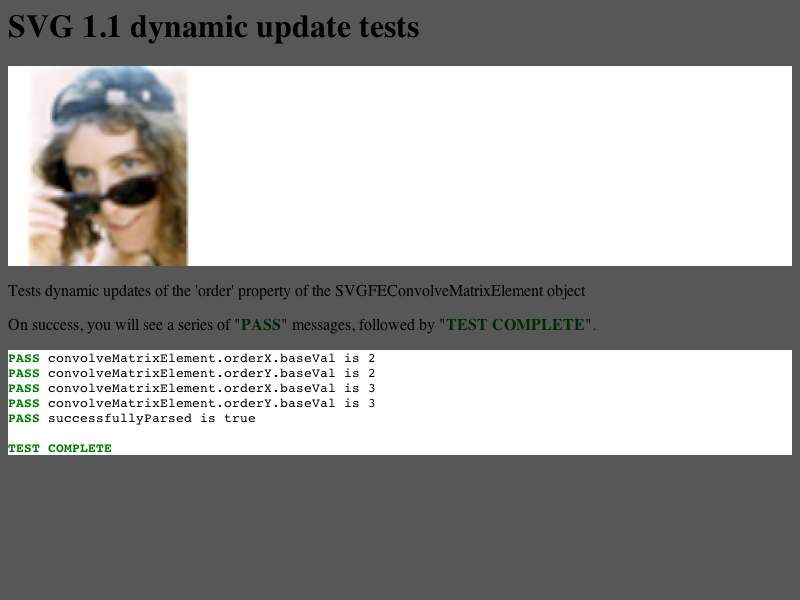 SVG 1.1 dynamic update tests
Tests dynamic updates of the 'order' property of the SVGFEConvolveMatrixElement object
On success, you will see a series of "PASS" messages, followed by "TEST COMPLETE".
PASS convolveMatrixElement.orderX.baseVal is 2
PASS convolveMatrixElement.orderY.baseVal is 2
PASS convolveMatrixElement.orderX.baseVal is 3
PASS convolveMatrixElement.orderY.baseVal is 3
PASS successfullyParsed is true
TEST COMPLETE